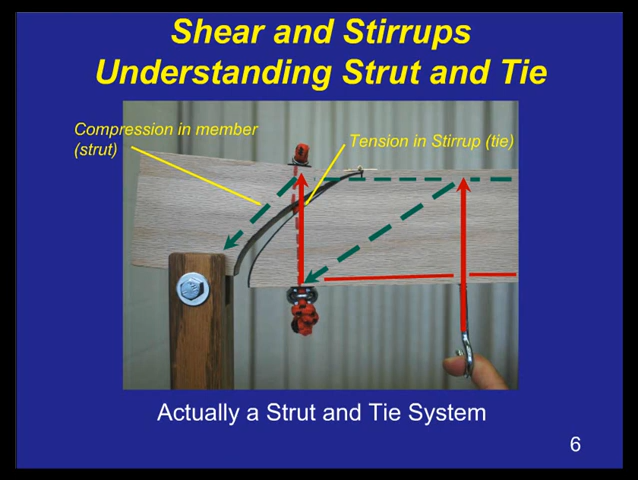 Shear and Stirrups
Understanding Strut and Tie
Compression in member
(strut)
Tension in Stirrup (tie)
Actually a Strut and Tie System
6